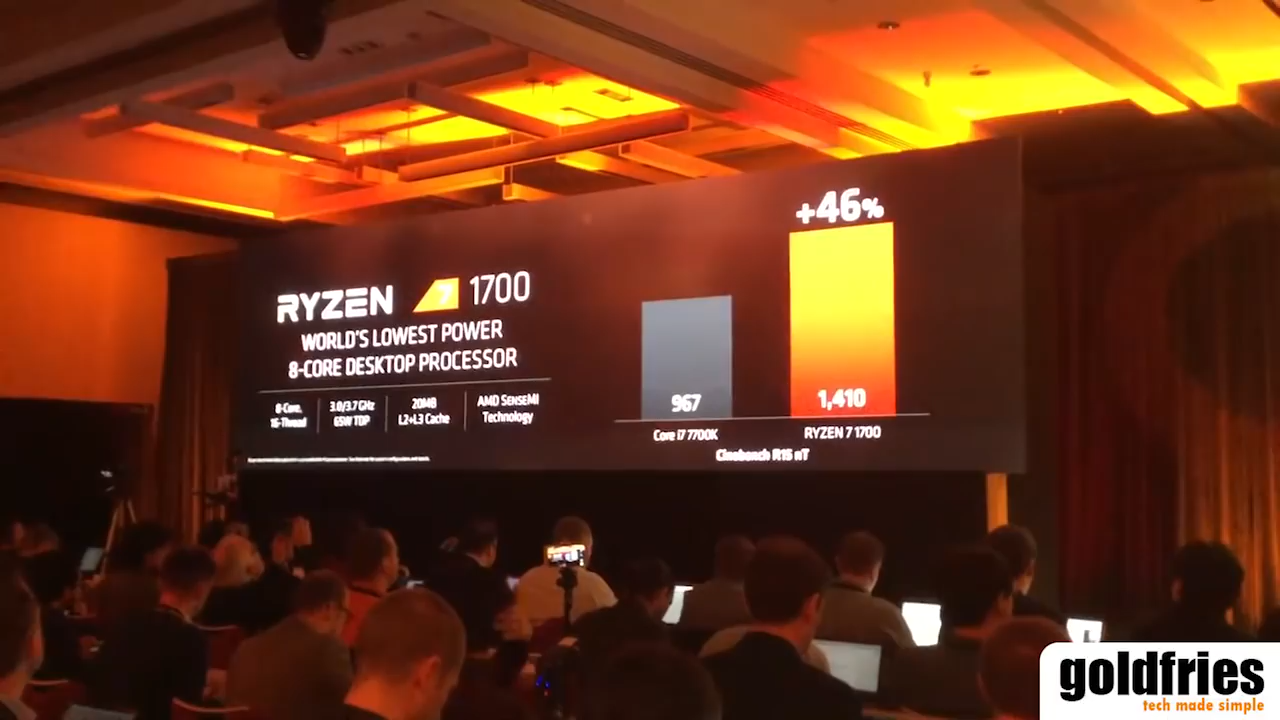 +46%
RYZEN 7 1700
WORLD'S LOWEST POWER
8-CORE DESKTOP PROCESSOR
8-Core,
16-Thread
3.0/3.7 GHz
65W TDP
20MB
L2+L3 Cache
AMD SENSEMI
Technology
967
1,410
Core i7 7700K
RYZEN 7 1700
Cinebench R15 nT
goldfries
tech made simple